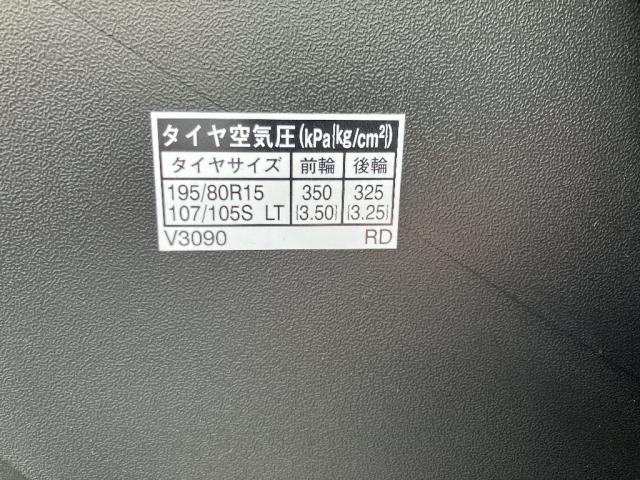 タイヤ空気圧(kPa{kg/cm²})
タイヤサイズ 前輪 後輪
195/80R15 350 325
107/105S LT {3.50} {3.25}
V3090 RD